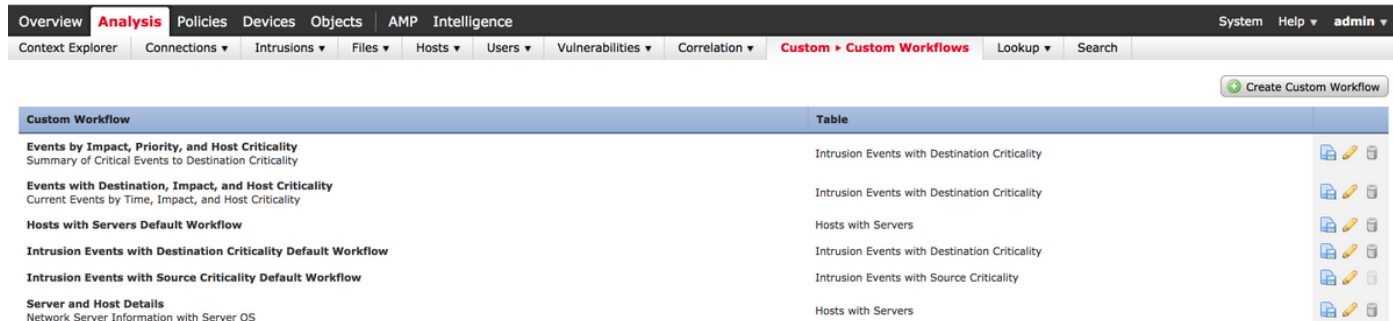 Overview Analysis Policies Devices Objects AMP Intelligence System Help ▾ admin ▾
Context Explorer Connections ▾ Intrusions ▾ Files ▾ Hosts ▾ Users ▾ Vulnerabilities ▾ Correlation ▾ Custom ▸ Custom Workflows Lookup ▾ Search
Create Custom Workflow
Custom Workflow Table
Events by Impact, Priority, and Host Criticality
Summary of Critical Events to Destination Criticality
Intrusion Events with Destination Criticality
Events with Destination, Impact, and Host Criticality
Current Events by Time, Impact, and Host Criticality
Intrusion Events with Destination Criticality
Hosts with Servers Default Workflow Hosts with Servers
Intrusion Events with Destination Criticality Default Workflow Intrusion Events with Destination Criticality
Intrusion Events with Source Criticality Default Workflow Intrusion Events with Source Criticality
Server and Host Details
Network Server Information with Server OS
Hosts with Servers